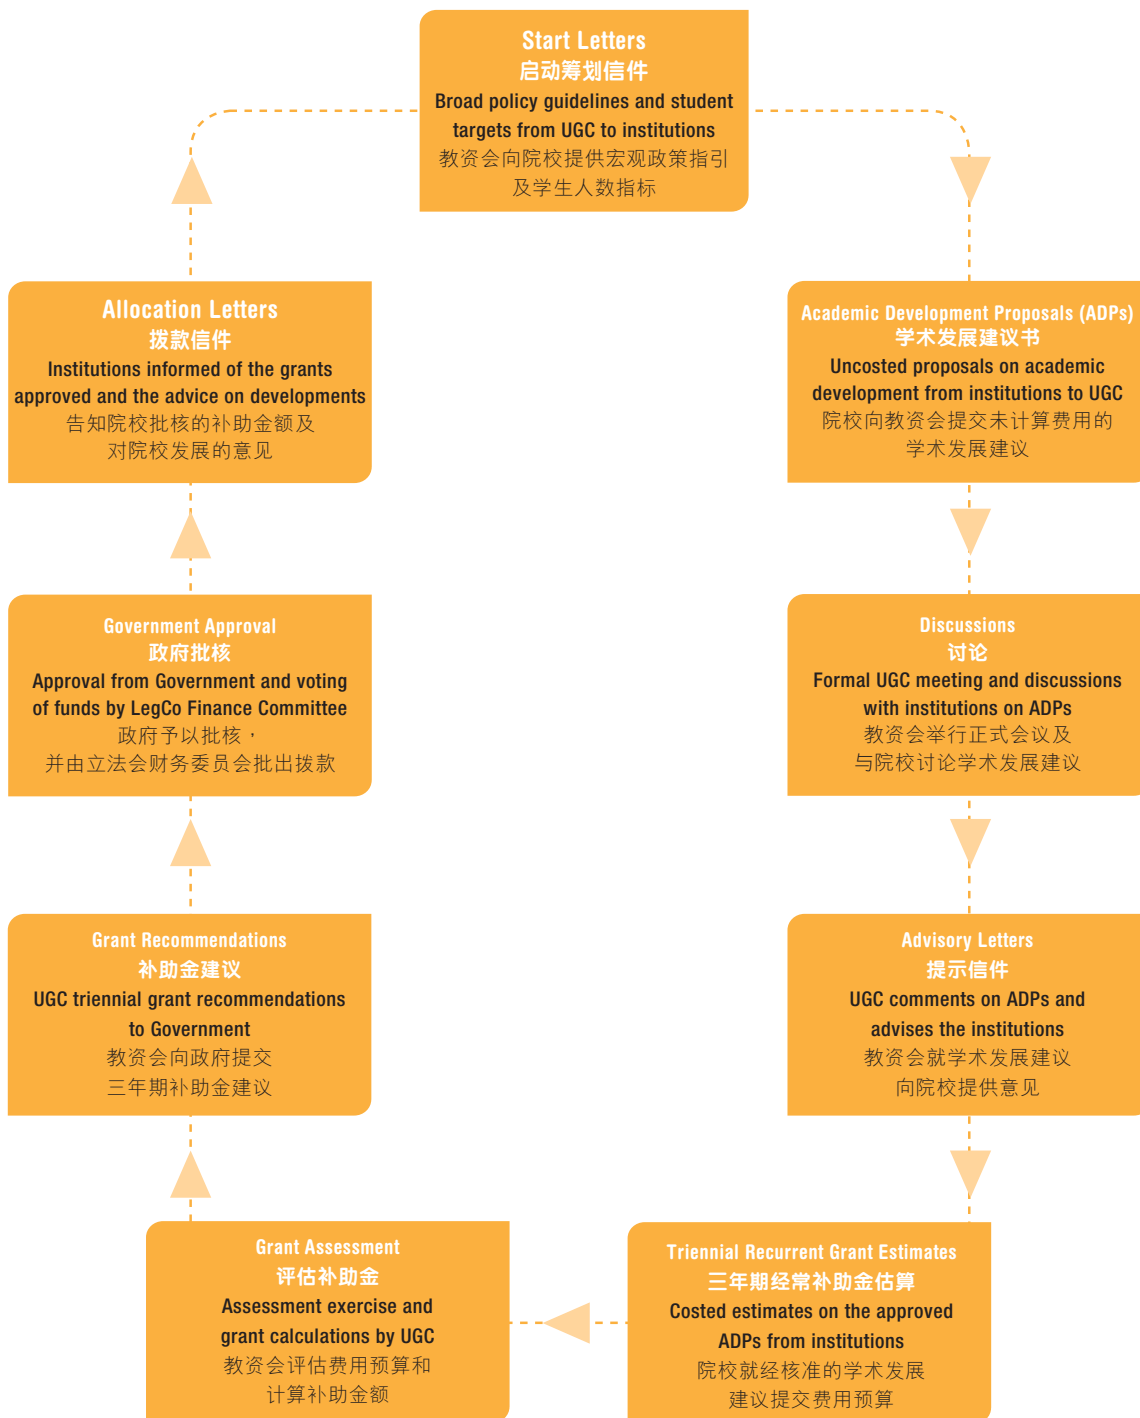 Start Letters
启动筹划信件
Broad policy guidelines and student
targets from UGC to institutions
教资会向院校提供宏观政策指引
及学生人数指标
Academic Development Proposals (ADPs)
学术发展建议书
Uncosted proposals on academic
development from institutions to UGC
院校向教资会提交未计算费用的
学术发展建议
Discussions
讨论
Formal UGC meeting and discussions
with institutions on ADPs
教资会举行正式会议及
与院校讨论学术发展建议
Advisory Letters
提示信件
UGC comments on ADPs and
advises the institutions
教资会就学术发展建议
向院校提供意见
Triennial Recurrent Grant Estimates
三年期经常补助金估算
Costed estimates on the approved
ADPs from institutions
院校就经核准的学术发展
建议提交费用预算
Grant Assessment
评估补助金
Assessment exercise and
grant calculations by UGC
教资会评估费用预算和
计算补助金额
Grant Recommendations
补助金建议
UGC triennial grant recommendations
to Government
教资会向政府提交
三年期补助金建议
Government Approval
政府批核
Approval from Government and voting
of funds by LegCo Finance Committee
政府予以批核，
并由立法会财务委员会批出拨款
Allocation Letters
拨款信件
Institutions informed of the grants
approved and the advice on developments
告知院校批核的补助金额及
对院校发展的意见